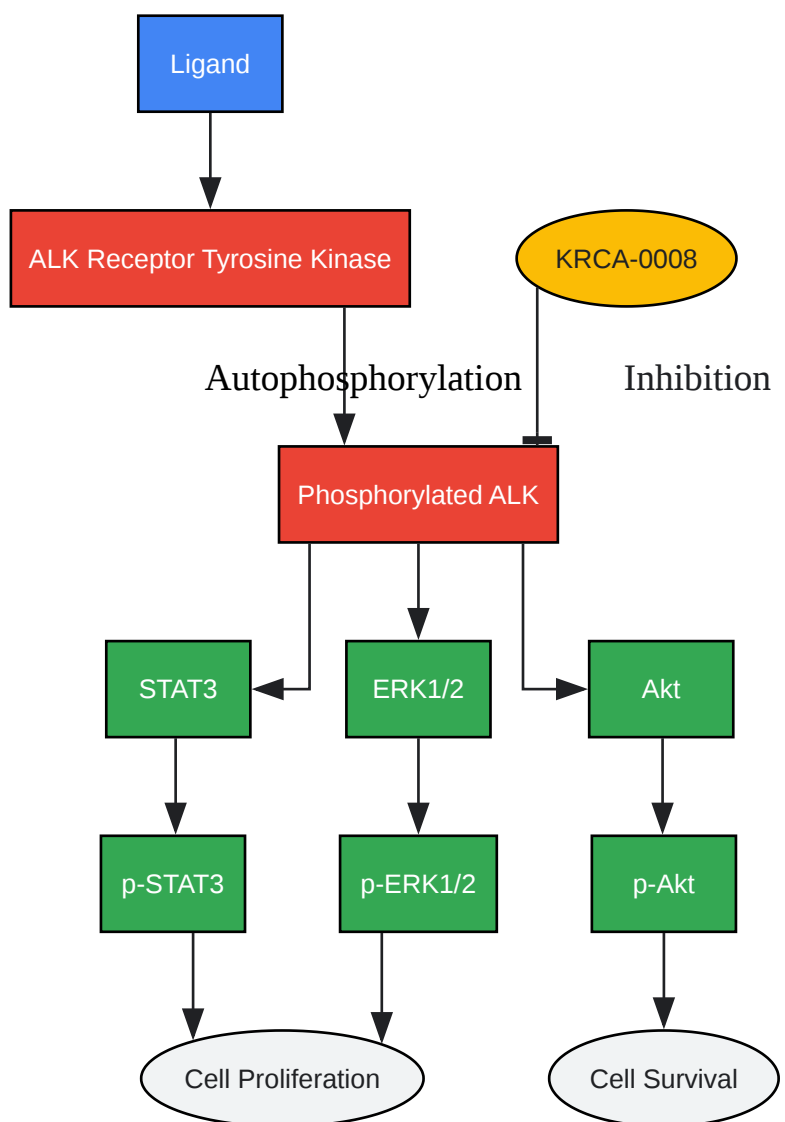 Ligand
ALK Receptor Tyrosine Kinase
KRCA-0008
Autophosphorylation
Inhibition
Phosphorylated ALK
STAT3
ERK1/2
Akt
p-STAT3
p-ERK1/2
p-Akt
Cell Proliferation
Cell Survival